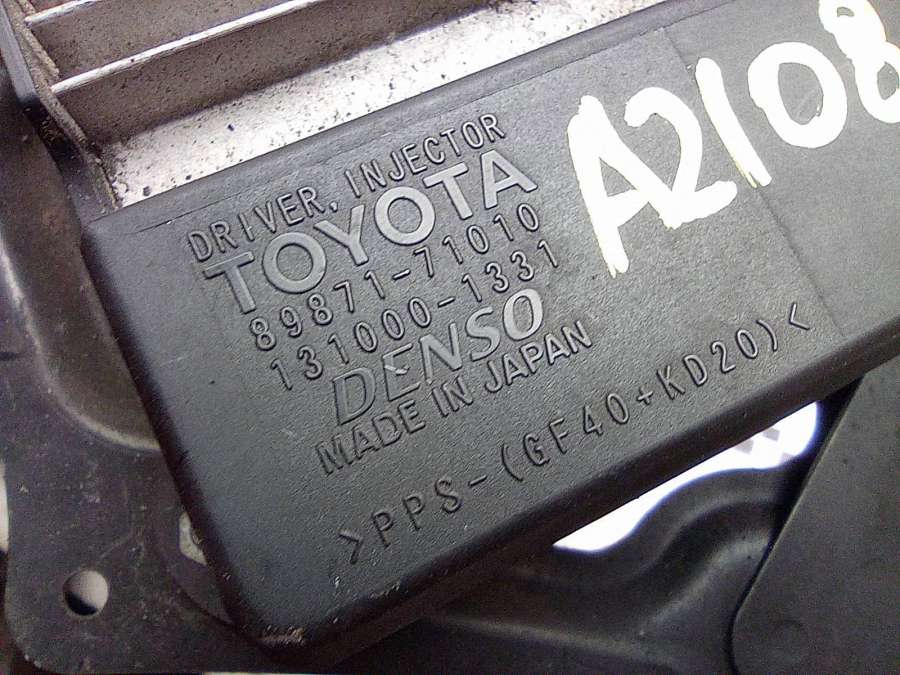 DRIVER, INJECTOR
TOYOTA
89871-71010
131000-1331
DENSO
MADE IN JAPAN
>PPS-(GF40+KD20)<
A2108